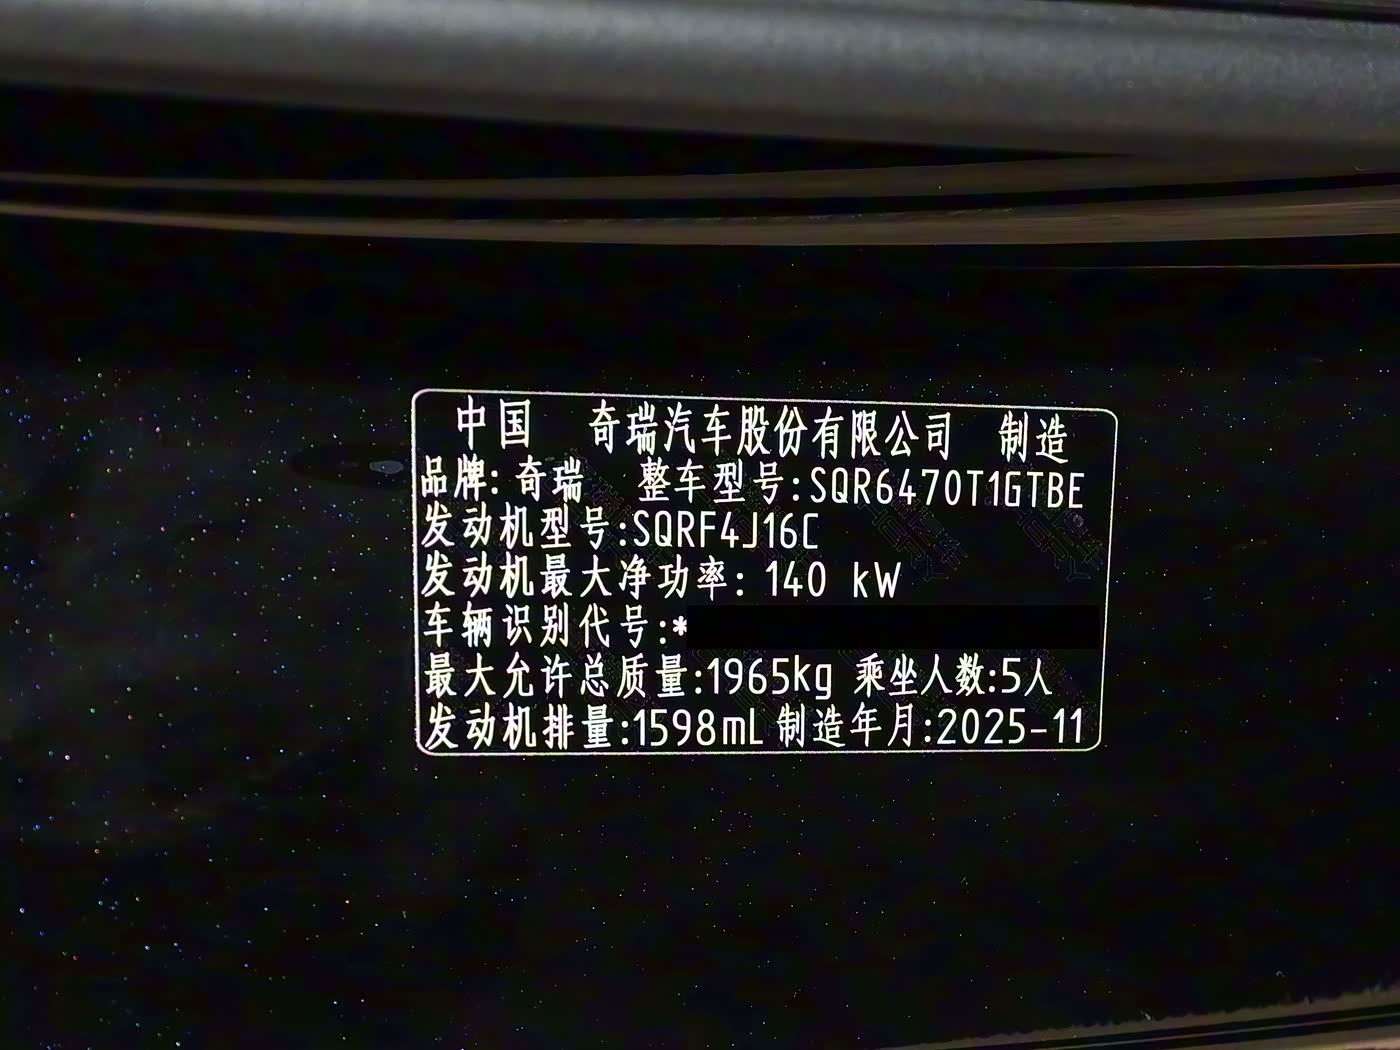 中国 奇瑞汽车股份有限公司 制造
品牌: 奇瑞 整车型号:SQR6470T1GTBE
发动机型号:SQRF4J16C
发动机最大净功率: 140 kW
车辆识别代号:*
最大允许总质量:1965kg 乘坐人数:5人
发动机排量:1598mL 制造年月:2025-11